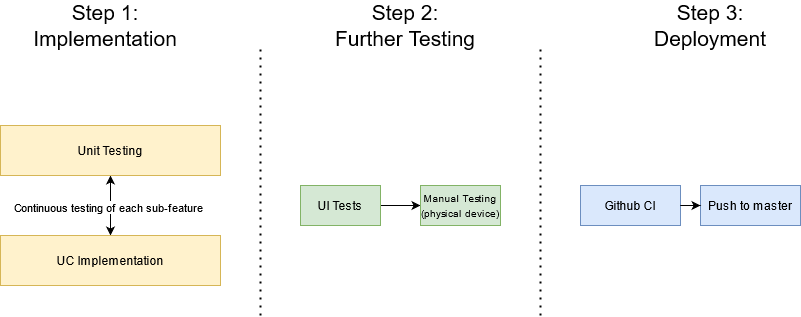 Step 1:
Implementation
Step 2:
Further Testing
Step 3:
Deployment
Unit Testing
Continuous testing of each sub-feature
UC Implementation
UI Tests
Manual Testing
(physical device)
Github CI
Push to master